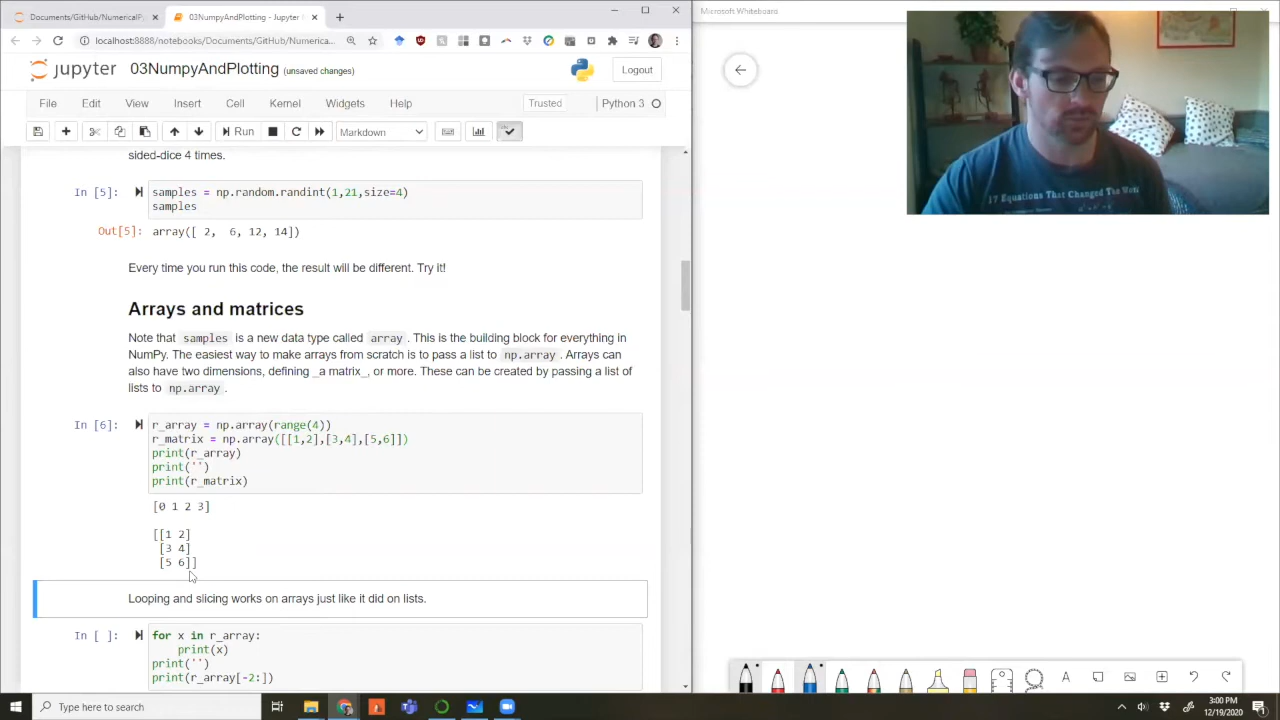 Documents/GitHub/NumericalPy
03NumpyAndPlotting - Jupyter
Microsoft Whiteboard
localhost:8888/notebooks/Documents/GitHub/Numerica...
jupyter 03NumpyAndPlotting (unsaved changes)
Logout
File Edit View Insert Cell Kernel Widgets Help
Trusted
Python 3
Run
Markdown
sided-dice 4 times.
In [5]:
samples = np.random.randint(1,21,size=4)
samples
Out[5]: array([ 2,  6, 12, 14])
Every time you run this code, the result will be different. Try it!
Arrays and matrices
Note that samples is a new data type called array . This is the building block for everything in
NumPy. The easiest way to make arrays from scratch is to pass a list to np.array . Arrays can
also have two dimensions, defining _a matrix_, or more. These can be created by passing a list of
lists to np.array .
In [6]:
r_array = np.array(range(4))
r_matrix = np.array([[1,2],[3,4],[5,6]])
print(r_array)
print('')
print(r_matrix)
[0 1 2 3]
[[1 2]
[3 4]
[5 6]]
Looping and slicing works on arrays just like it did on lists.
In [ ]:
for x in r_array:
print(x)
print('')
print(r_array[-2:])
17 Equations That Changed The
A
Type here to search
3:00 PM
12/19/2020